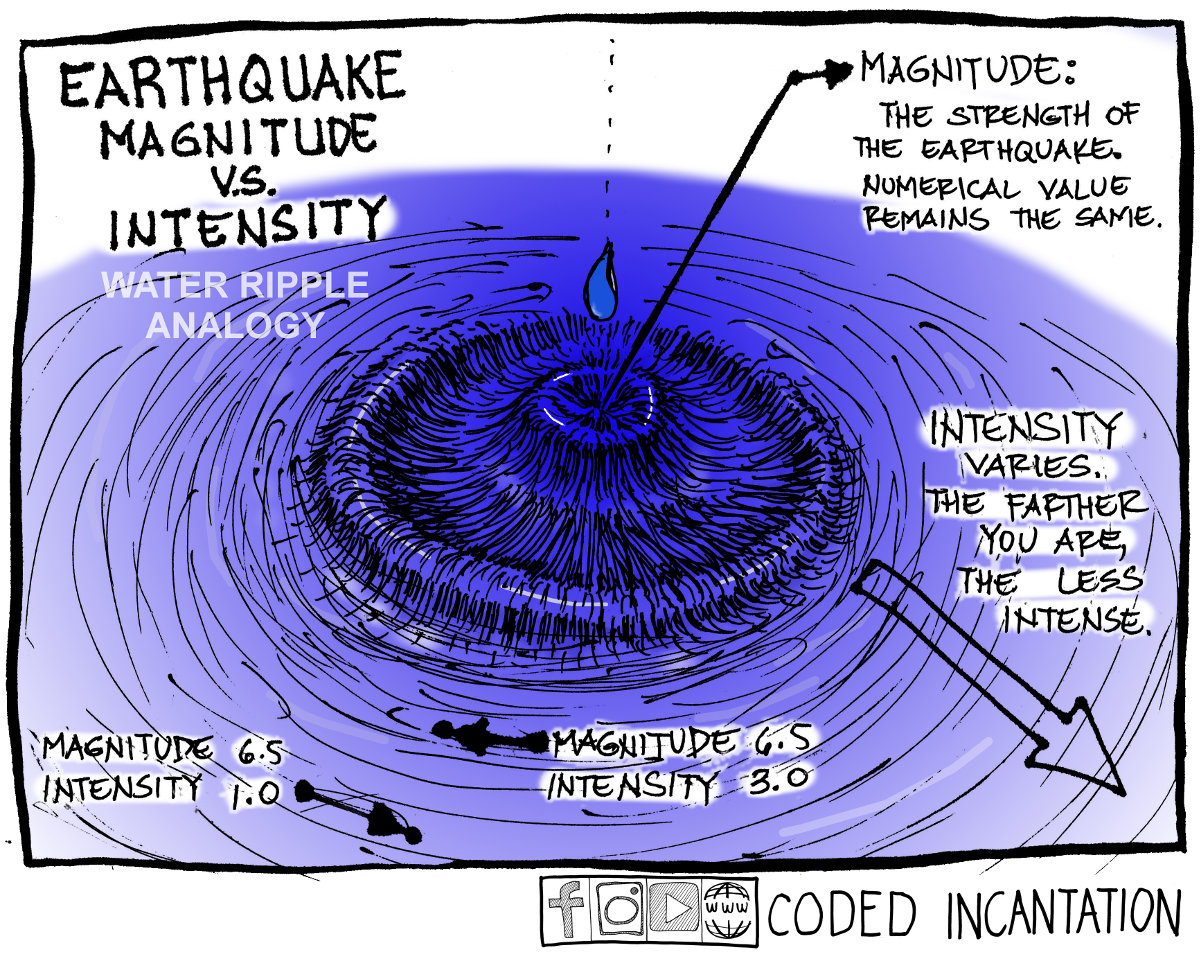 EARTHQUAKE
MAGNITUDE
V.S.
INTENSITY
WATER RIPPLE
ANALOGY
MAGNITUDE:
THE STRENGTH OF
THE EARTHQUAKE.
NUMERICAL VALUE
REMAINS THE SAME.
INTENSITY
VARIES.
THE FARTHER
YOU ARE,
THE LESS
INTENSE.
MAGNITUDE 6.5
INTENSITY 1.0
MAGNITUDE 6.5
INTENSITY 3.0
f
WWW
CODED INCANTATION